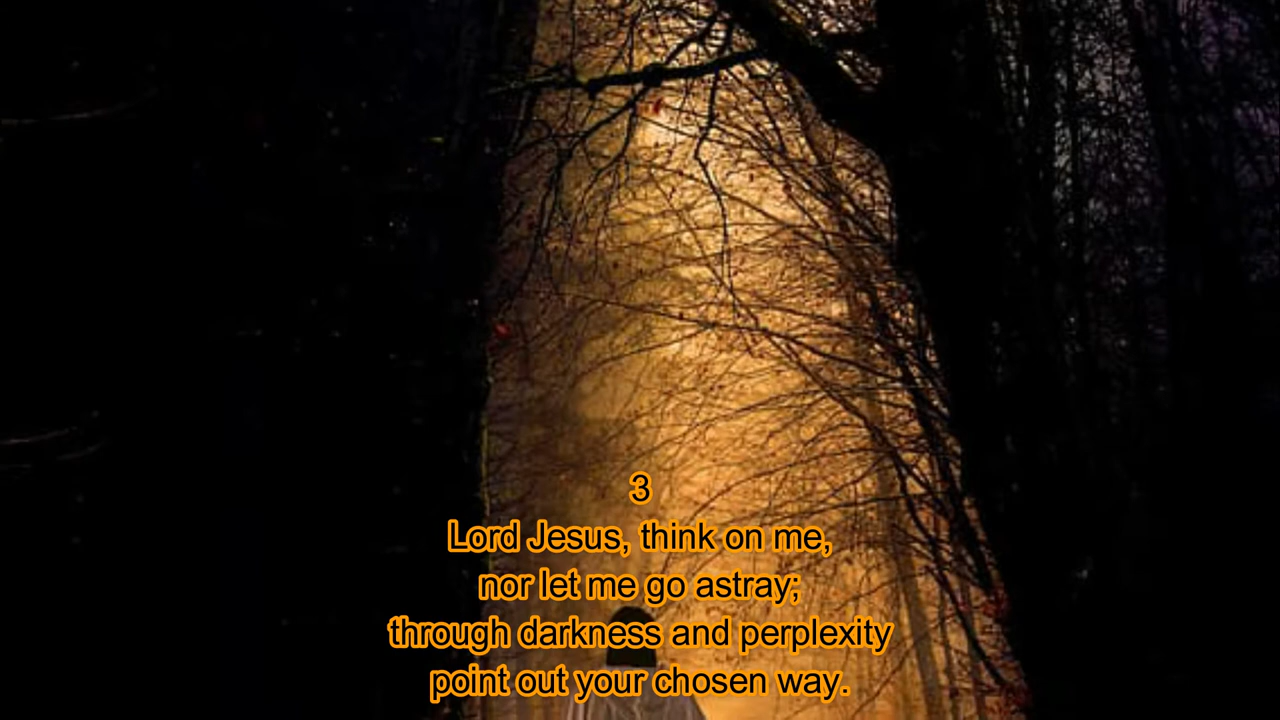 3
Lord Jesus, think on me,
nor let me go astray;
through darkness and perplexity
point out your chosen way.